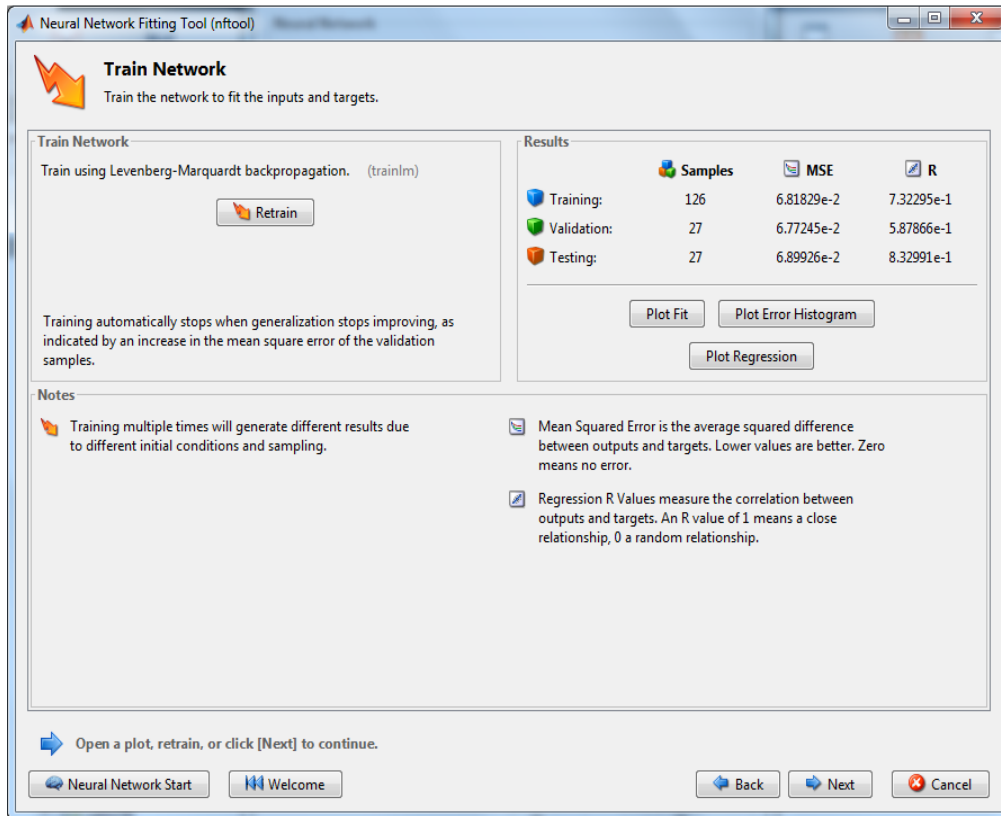 Neural Network Fitting Tool (nftool)
Train Network
Train the network to fit the inputs and targets.
Train Network
Train using Levenberg-Marquardt backpropagation. (trainlm)
Retrain
Training automatically stops when generalization stops improving, as
indicated by an increase in the mean square error of the validation
samples.
Results
Samples MSE R
Training: 126 6.81829e-2 7.32295e-1
Validation: 27 6.77245e-2 5.87866e-1
Testing: 27 6.89926e-2 8.32991e-1
Plot Fit Plot Error Histogram
Plot Regression
Notes
Training multiple times will generate different results due
to different initial conditions and sampling.
Mean Squared Error is the average squared difference
between outputs and targets. Lower values are better. Zero
means no error.
Regression R Values measure the correlation between
outputs and targets. An R value of 1 means a close
relationship, 0 a random relationship.
Open a plot, retrain, or click [Next] to continue.
Neural Network Start Welcome Back Next Cancel